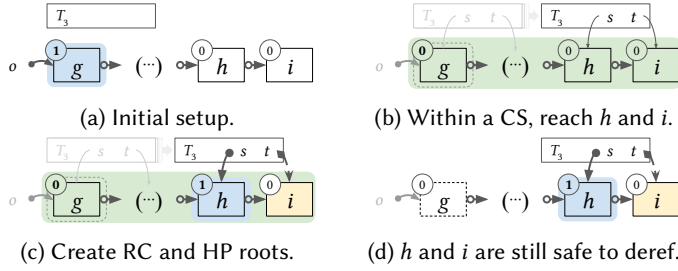 T3
1 0 0
o g (···) h i
(a) Initial setup.
T3 s t T3 s t
0 0 0
o g (···) h i
(b) Within a CS, reach h and i.
T3 s t T3 s t
0 1 0
o g (···) h i
(c) Create RC and HP roots.
T3 s t
0 1 0
o g (···) h i
(d) h and i are still safe to deref.